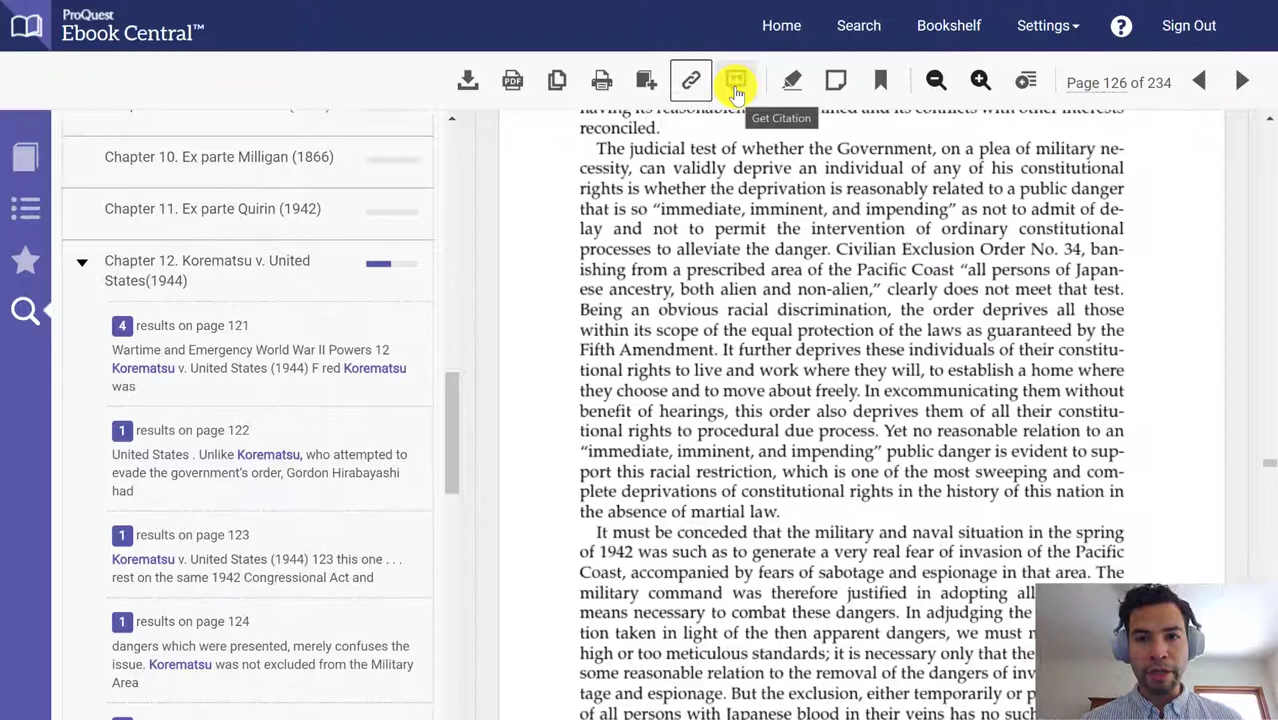 ProQuest
Ebook Central™
Home
Search
Bookshelf
Settings
?
Sign Out
PDF
Page 126 of 234
Get Citation
Chapter 10. Ex parte Milligan (1866)
Chapter 11. Ex parte Quirin (1942)
Chapter 12. Korematsu v. United
States(1944)
4 results on page 121
Wartime and Emergency World War II Powers 12
Korematsu v. United States (1944) F red Korematsu
was
1 results on page 122
United States . Unlike Korematsu, who attempted to
evade the government's order, Gordon Hirabayashi
had
1 results on page 123
Korematsu v. United States (1944) 123 this one . . .
rest on the same 1942 Congressional Act and
1 results on page 124
dangers which were presented, merely confuses the
issue. Korematsu was not excluded from the Military
Area
having its reasonableness determined and its conflicts with other interests
reconciled.
The judicial test of whether the Government, on a plea of military ne-
cessity, can validly deprive an individual of any of his constitutional
rights is whether the deprivation is reasonably related to a public danger
that is so “immediate, imminent, and impending” as not to admit of de-
lay and not to permit the intervention of ordinary constitutional
processes to alleviate the danger. Civilian Exclusion Order No. 34, ban-
ishing from a prescribed area of the Pacific Coast “all persons of Japan-
ese ancestry, both alien and non-alien,” clearly does not meet that test.
Being an obvious racial discrimination, the order deprives all those
within its scope of the equal protection of the laws as guaranteed by the
Fifth Amendment. It further deprives these individuals of their constitu-
tional rights to live and work where they will, to establish a home where
they choose and to move about freely. In excommunicating them without
benefit of hearings, this order also deprives them of all their constitu-
tional rights to procedural due process. Yet no reasonable relation to an
“immediate, imminent, and impending” public danger is evident to sup-
port this racial restriction, which is one of the most sweeping and com-
plete deprivations of constitutional rights in the history of this nation in
the absence of martial law.
It must be conceded that the military and naval situation in the spring
of 1942 was such as to generate a very real fear of invasion of the Pacific
Coast, accompanied by fears of sabotage and espionage in that area. The
military command was therefore justified in adopting all
means necessary to combat these dangers. In adjudging the
tion taken in light of the then apparent dangers, we must
high or too meticulous standards; it is necessary only that the
some reasonable relation to the removal of the dangers of
tage and espionage. But the exclusion, either temporarily or
of all persons with Japanese blood in their veins has no such